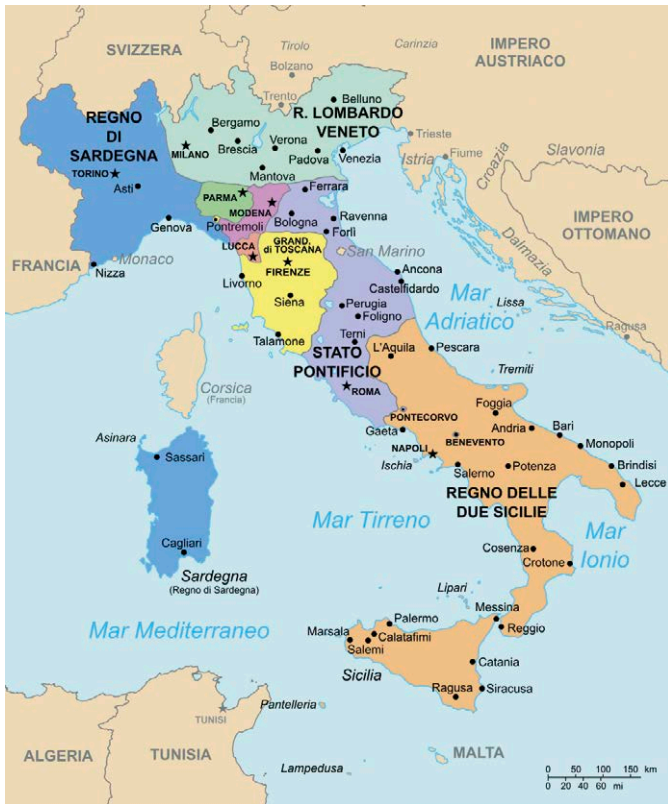 SVIZZERA
Tirolo
Bolzano
Carinzia
IMPERO
AUSTRIACO
Trento
Belluno
REGNO
DI
SARDEGNA
R. LOMBARDO
VENETO
Bergamo
Brescia
Verona
MILANO
Padova
Venezia
Mantova
Trieste
Istria
Fiume
Croazia
Slavonia
TORINO
Asti
PARMA
MODENA
Ferrara
Bologna
Ravenna
Genova
Pontremoli
Forlì
IMPERO
OTTOMANO
LUCCA
GRAND.
di TOSCANA
FIRENZE
San Marino
Dalmazia
FRANCIA
Monaco
Nizza
Livorno
Siena
Ancona
Castelfidardo
Mar
Adriatico
Lissa
Perugia
Foligno
Ragusa
Talamone
Terni
STATO
PONTIFICIO
L'Aquila
Pescara
Tremiti
ROMA
Corsica
(Francia)
PONTECORVO
Foggia
Gaeta
BENEVENTO
Andria
Bari
Monopoli
NAPOLI
Ischia
Salerno
Potenza
Brindisi
Lecce
Asinara
Sassari
REGNO DELLE
DUE SICILIE
Mar Tirreno
Mar
Ionio
Cagliari
Sardegna
(Regno di Sardegna)
Cosenza
Crotone
Lipari
Messina
Reggio
Mar Mediterraneo
Palermo
Marsala
Calatafimi
Salemi
Sicilia
Catania
Ragusa
Siracusa
TUNISI
Pantelleria
ALGERIA
TUNISIA
MALTA
Lampedusa
0 50 100 150 km
0 20 40 60 mi